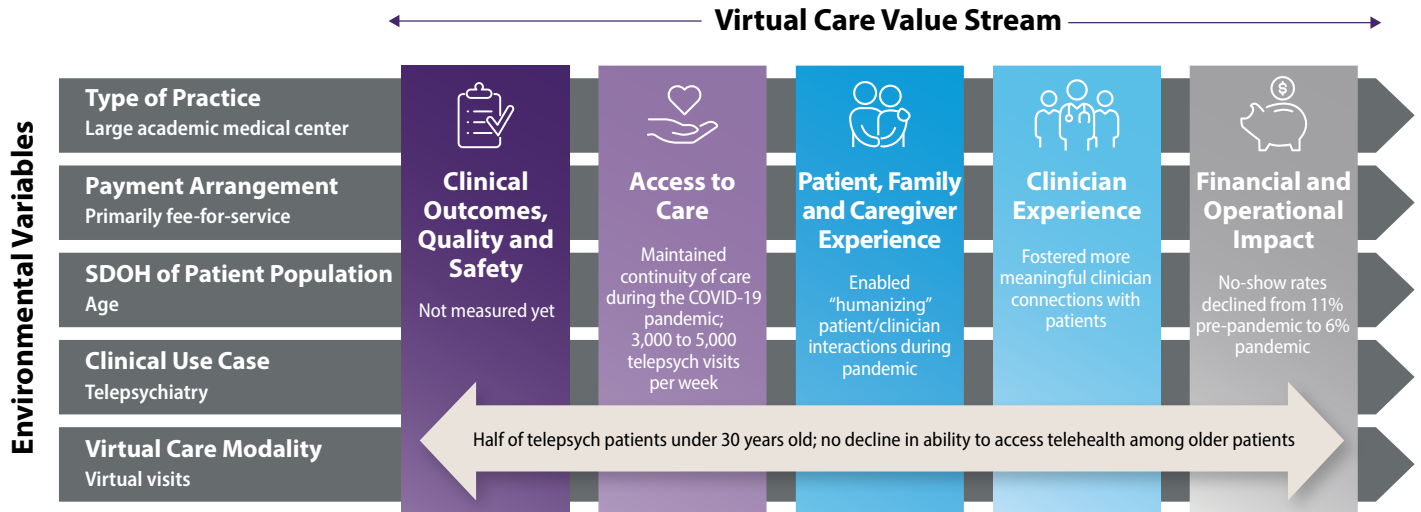 Virtual Care Value Stream
Environmental Variables
Type of Practice
Large academic medical center
Payment Arrangement
Primarily fee-for-service
SDOH of Patient Population
Age
Clinical Use Case
Telepsychiatry
Virtual Care Modality
Virtual visits
Clinical
Outcomes,
Quality and
Safety
Not measured yet
Access to
Care
Maintained
continuity of care
during the COVID-19
pandemic;
3,000 to 5,000
telepsych visits
per week
Patient, Family
and Caregiver
Experience
Enabled
“humanizing”
patient/clinician
interactions during
pandemic
Clinician
Experience
Fostered more
meaningful clinician
connections with
patients
$
Financial and
Operational
Impact
No-show rates
declined from 11%
pre-pandemic to 6%
pandemic
Half of telepsych patients under 30 years old; no decline in ability to access telehealth among older patients